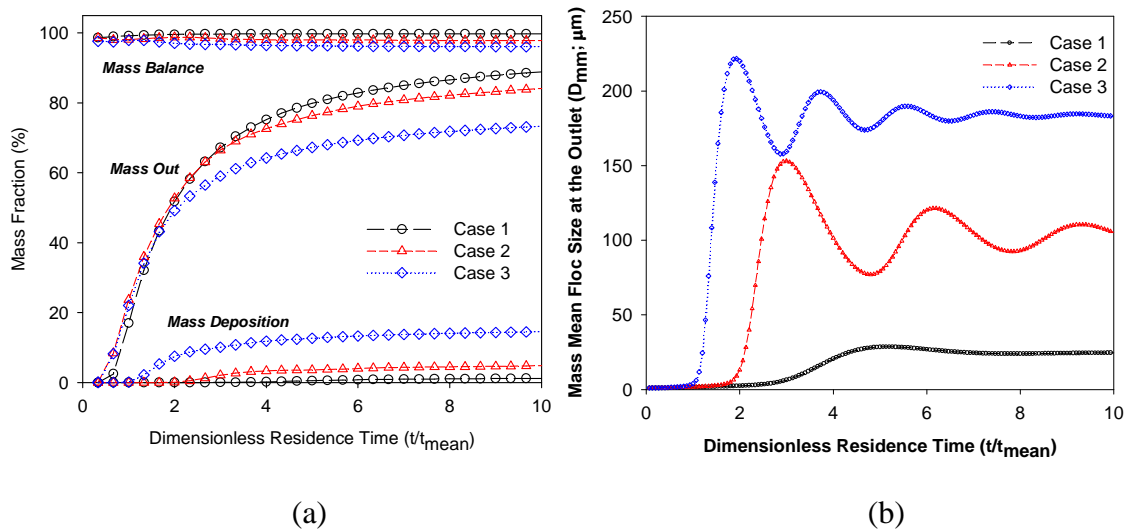 100
80
60
40
20
0
Mass Fraction (%)
Mass Balance
Mass Out
Mass Deposition
Case 1
Case 2
Case 3
0 2 4 6 8 10
Dimensionless Residence Time (t/tmean)
(a)
250
200
150
100
50
0
Mass Mean Floc Size at the Outlet (Dmm; μm)
Case 1
Case 2
Case 3
0 2 4 6 8 10
Dimensionless Residence Time (t/tmean)
(b)